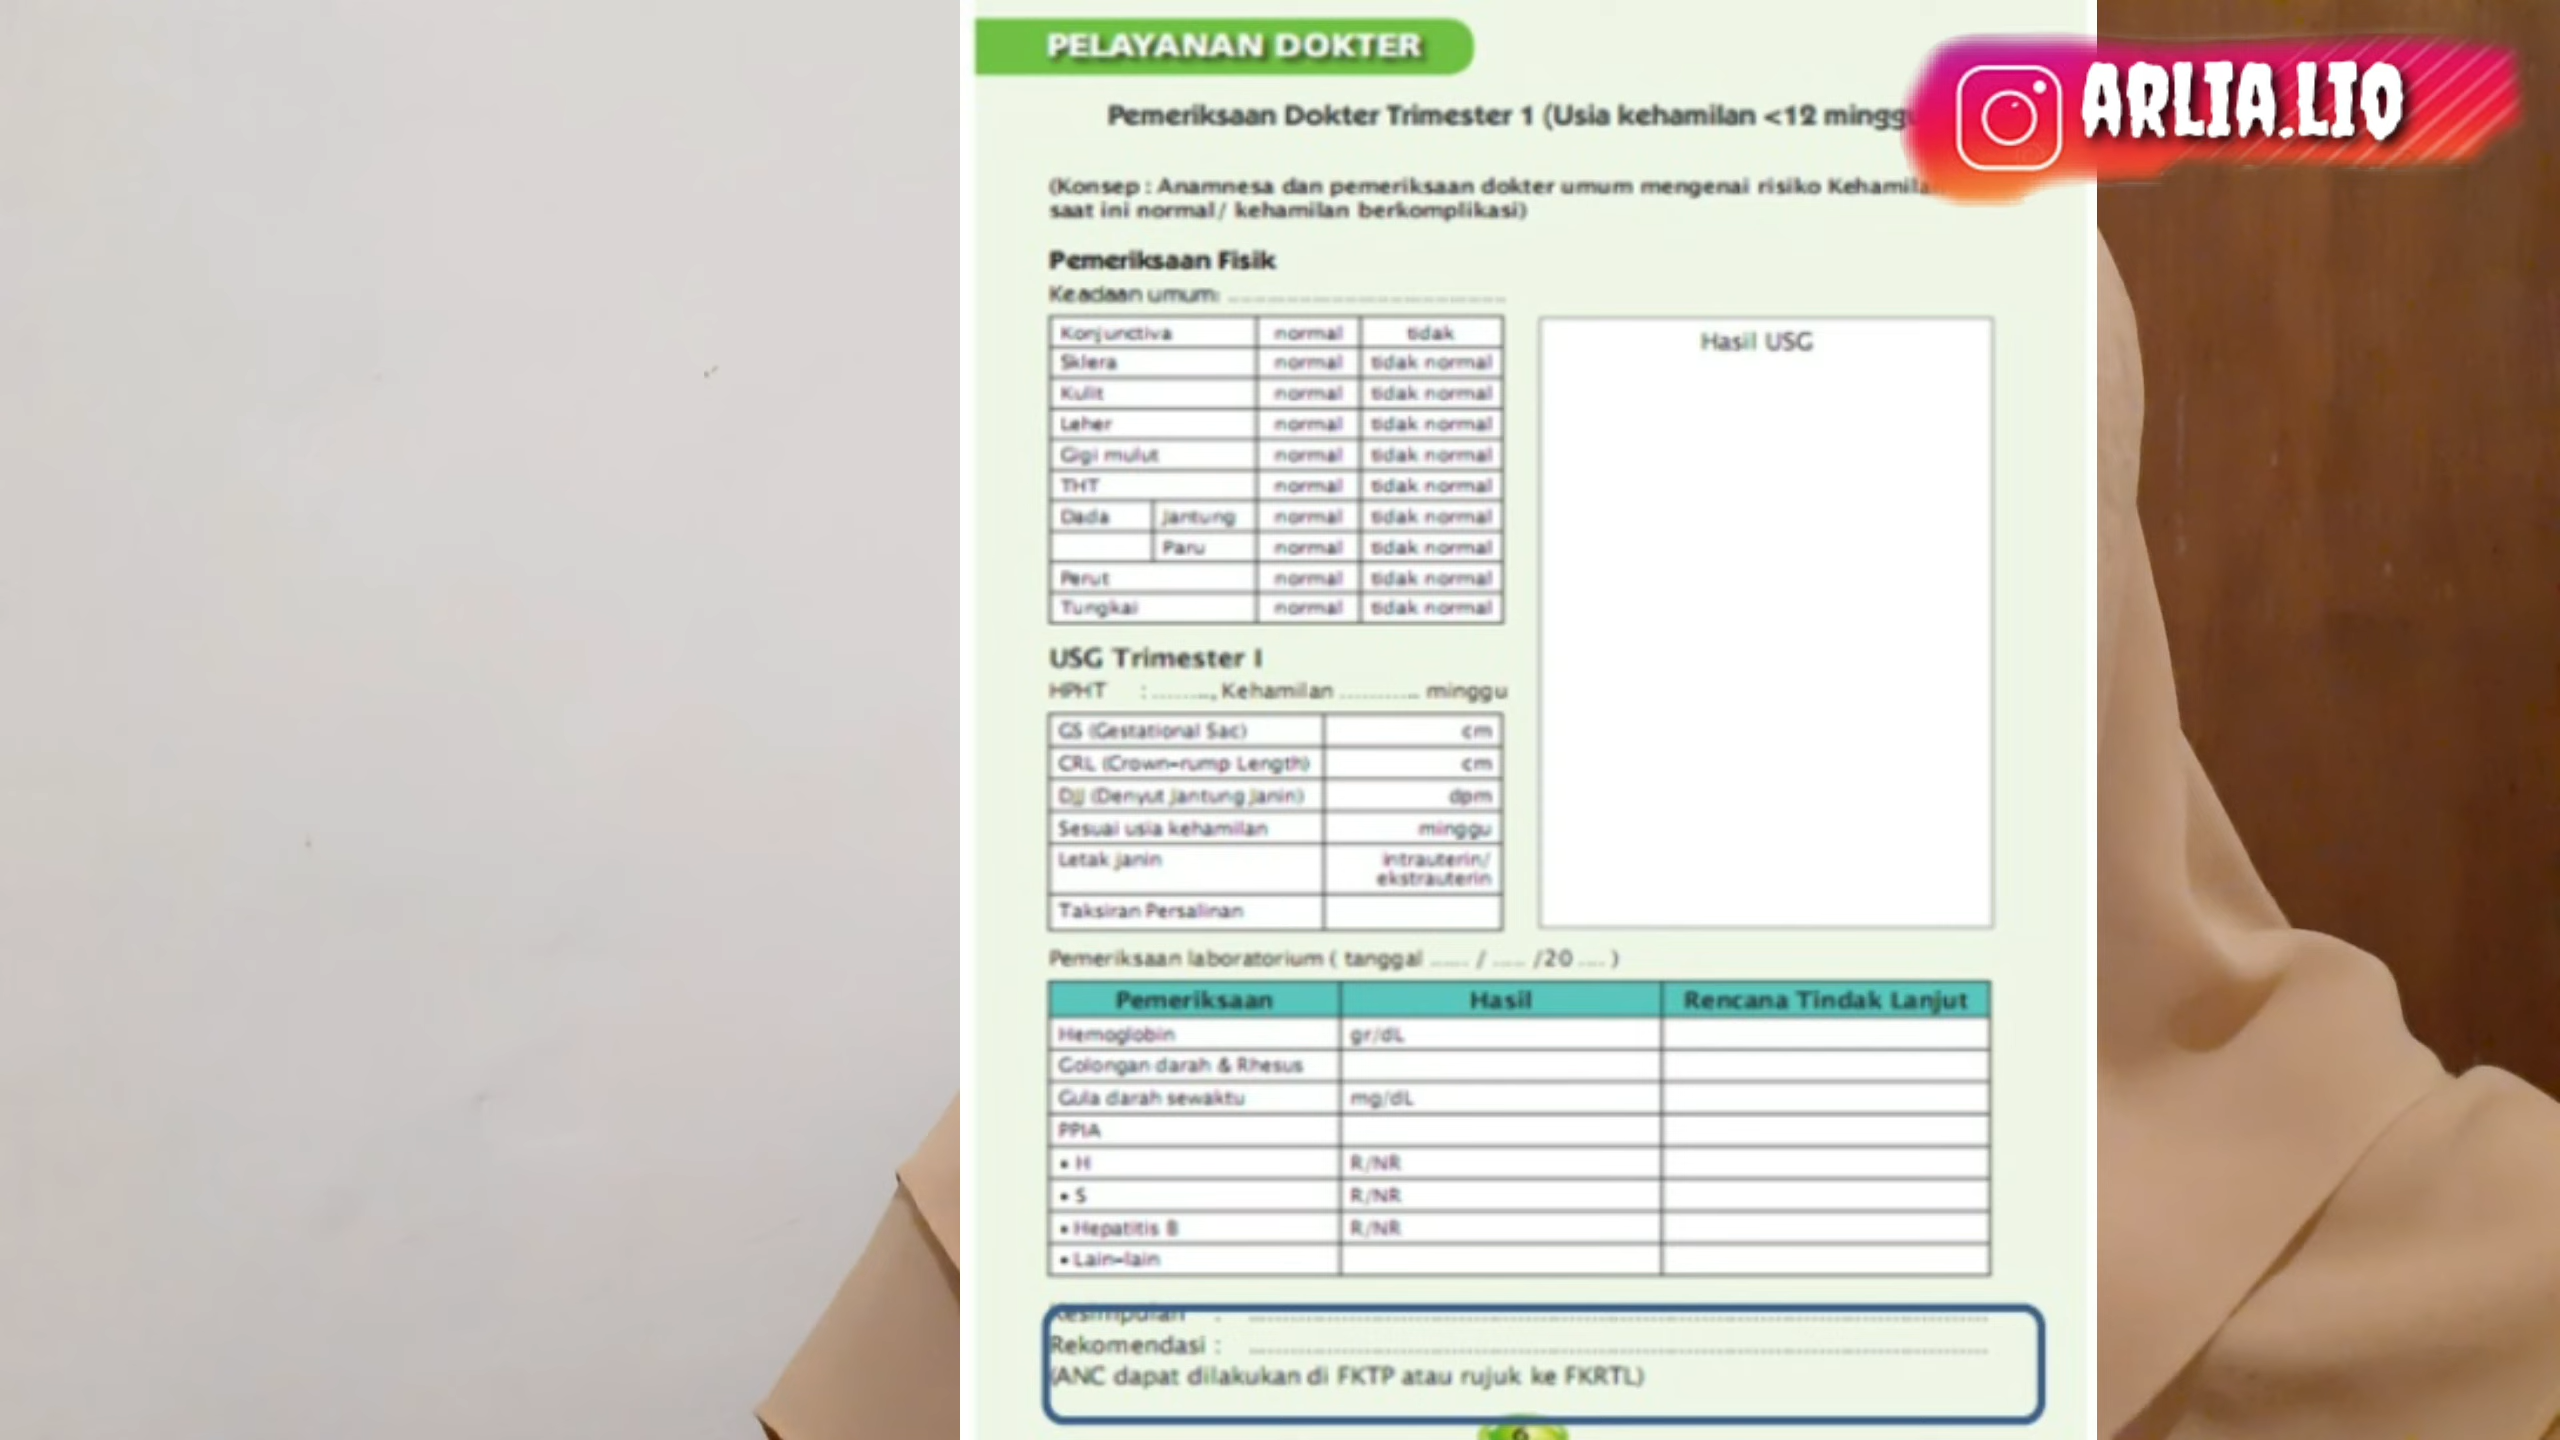 PELAYANAN DOKTER
ARLIA.LIO
Pemeriksaan Dokter Trimester 1 (Usia kehamilan <12 minggu
(Konsep : Anamnesa dan pemeriksaan dokter umum mengenai risiko Kehamila
saat ini normal / kehamilan berkomplikasi)
Pemeriksaan Fisik
Keadaan umum: ..........
Konjunctiva normal tidak
Sklera normal tidak normal
Kulit normal tidak normal
Leher normal tidak normal
Gigi mulut normal tidak normal
THT normal tidak normal
Dada Jantung normal tidak normal
Paru normal tidak normal
Perut normal tidak normal
Tungkai normal tidak normal
Hasil USG
USG Trimester I
HPHT : ........, Kehamilan ........... minggu
GS (Gestational Sac) cm
CRL (Crown-rump Length) cm
DJJ (Denyut Jantung Janin) dpm
Sesuai usia kehamilan minggu
Letak janin intrauterin/
ekstrauterin
Taksiran Persalinan
Pemeriksaan laboratorium ( tanggal ...... / ..... /20 .... )
Pemeriksaan Hasil Rencana Tindak Lanjut
Hemoglobin gr/dL
Golongan darah & Rhesus
Gula darah sewaktu mg/dL
PPIA
• H R/NR
• S R/NR
• Hepatitis B R/NR
• Lain-lain
Kesimpulan : ..........
Rekomendasi : ..........
(ANC dapat dilakukan di FKTP atau rujuk ke FKRTL)
6